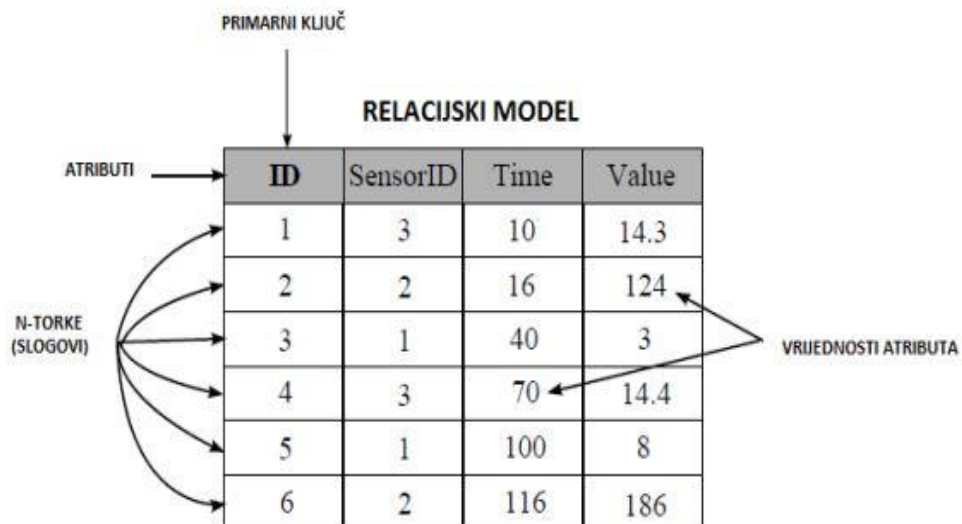 PRIMARNI KLJUČ
RELACIJSKI MODEL
ATRIBUTI
ID SensorID Time Value
1 3 10 14.3
2 2 16 124
3 1 40 3
4 3 70 14.4
5 1 100 8
6 2 116 186
N-TORKE
(SLOGOVI)
VRIJEDNOSTI ATRIBUTA